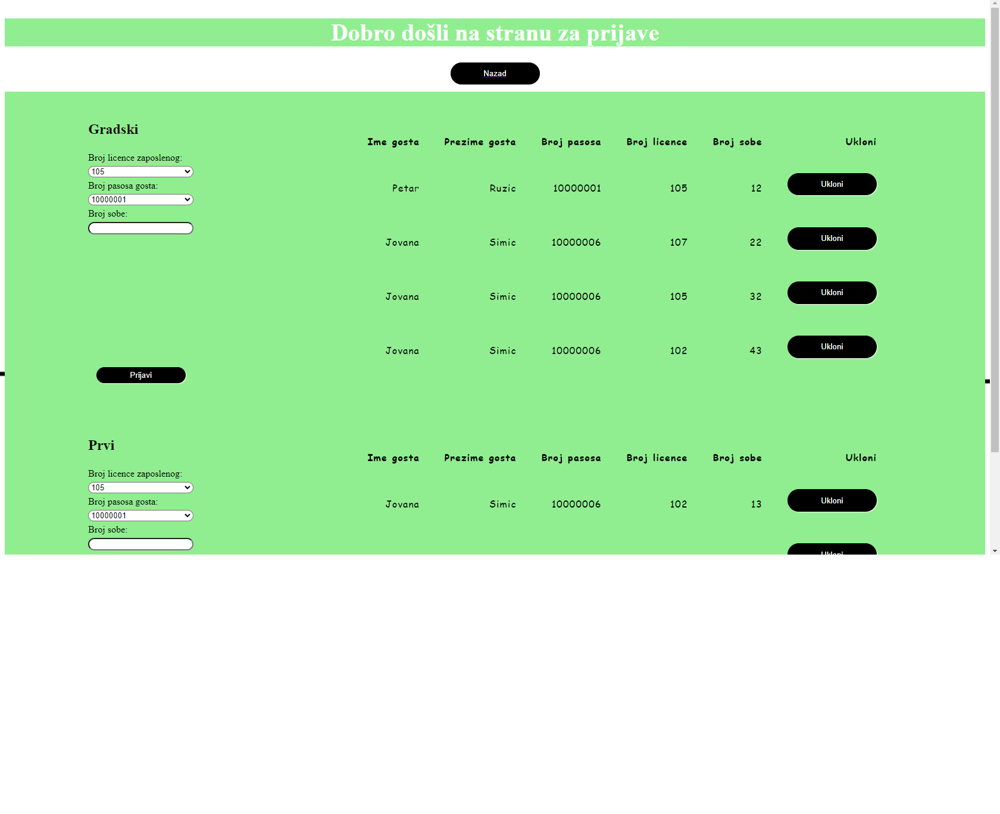 Dobro došli na stranu za prijave
Nazad
Gradski
Broj licence zaposlenog:
105
Broj pasosa gosta:
10000001
Broj sobe:
Prijavi
Ime gosta Prezime gosta Broj pasosa Broj licence Broj sobe Ukloni
Petar Ruzic 10000001 105 12 Ukloni
Jovana Simic 10000006 107 22 Ukloni
Jovana Simic 10000006 105 32 Ukloni
Jovana Simic 10000006 102 43 Ukloni
Prvi
Broj licence zaposlenog:
105
Broj pasosa gosta:
10000001
Broj sobe:
Ime gosta Prezime gosta Broj pasosa Broj licence Broj sobe Ukloni
Jovana Simic 10000006 102 13 Ukloni
Ukloni